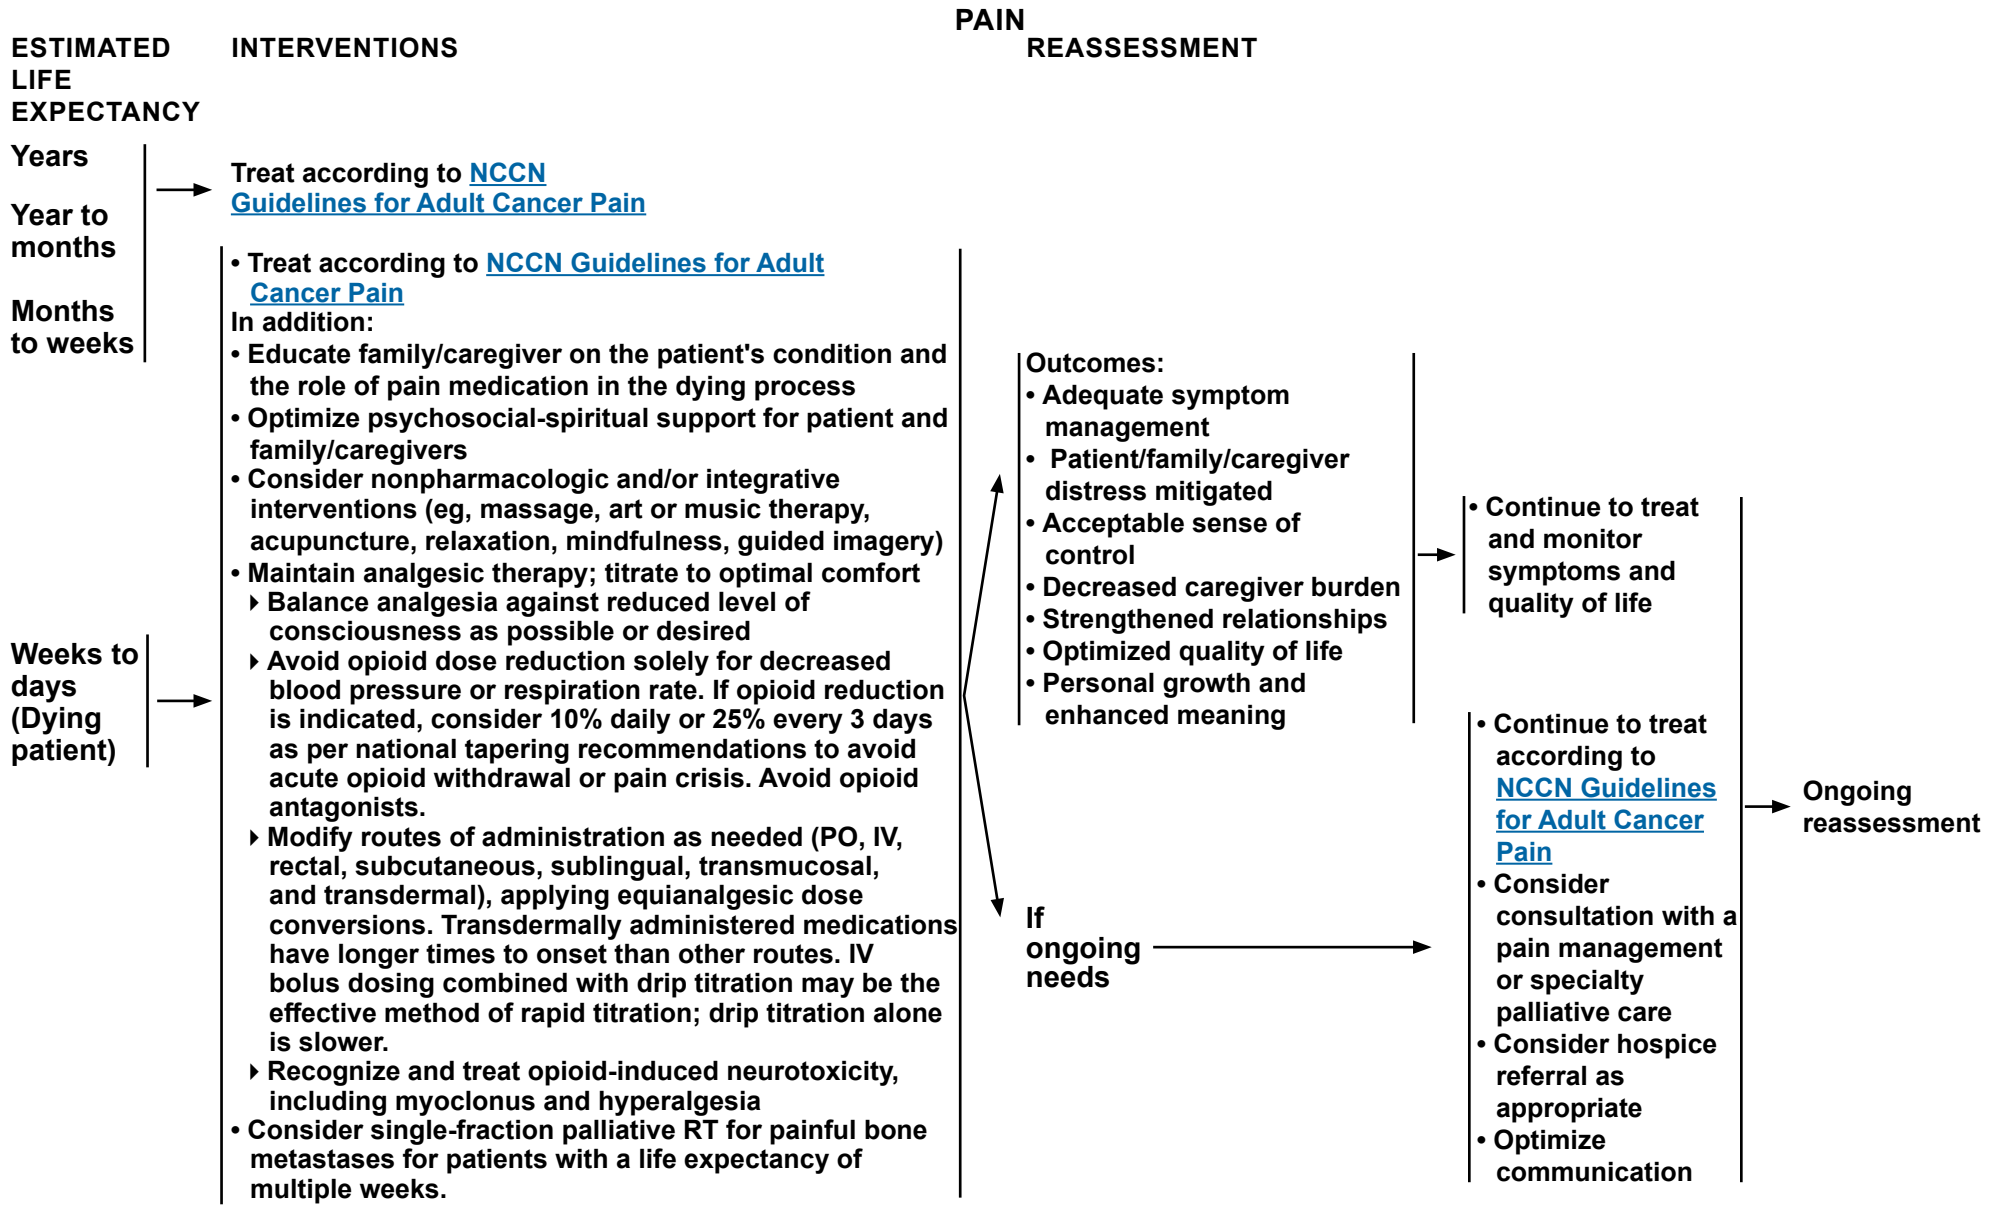 PAIN
ESTIMATED
LIFE
EXPECTANCY
INTERVENTIONS
REASSESSMENT
Years
Year to
months
Months
to weeks
Treat according to NCCN
Guidelines for Adult Cancer Pain
Weeks to
days
(Dying
patient)
• Treat according to NCCN Guidelines for Adult
Cancer Pain
In addition:
• Educate family/caregiver on the patient's condition and
the role of pain medication in the dying process
• Optimize psychosocial-spiritual support for patient and
family/caregivers
• Consider nonpharmacologic and/or integrative
interventions (eg, massage, art or music therapy,
acupuncture, relaxation, mindfulness, guided imagery)
• Maintain analgesic therapy; titrate to optimal comfort
‣ Balance analgesia against reduced level of
consciousness as possible or desired
‣ Avoid opioid dose reduction solely for decreased
blood pressure or respiration rate. If opioid reduction
is indicated, consider 10% daily or 25% every 3 days
as per national tapering recommendations to avoid
acute opioid withdrawal or pain crisis. Avoid opioid
antagonists.
‣ Modify routes of administration as needed (PO, IV,
rectal, subcutaneous, sublingual, transmucosal,
and transdermal), applying equianalgesic dose
conversions. Transdermally administered medications
have longer times to onset than other routes. IV
bolus dosing combined with drip titration may be the
effective method of rapid titration; drip titration alone
is slower.
‣ Recognize and treat opioid-induced neurotoxicity,
including myoclonus and hyperalgesia
• Consider single-fraction palliative RT for painful bone
metastases for patients with a life expectancy of
multiple weeks.
Outcomes:
• Adequate symptom
management
• Patient/family/caregiver
distress mitigated
• Acceptable sense of
control
• Decreased caregiver burden
• Strengthened relationships
• Optimized quality of life
• Personal growth and
enhanced meaning
• Continue to treat
and monitor
symptoms and
quality of life
If
ongoing
needs
• Continue to treat
according to
NCCN Guidelines
for Adult Cancer
Pain
• Consider
consultation with a
pain management
or specialty
palliative care
• Consider hospice
referral as
appropriate
• Optimize
communication
Ongoing
reassessment